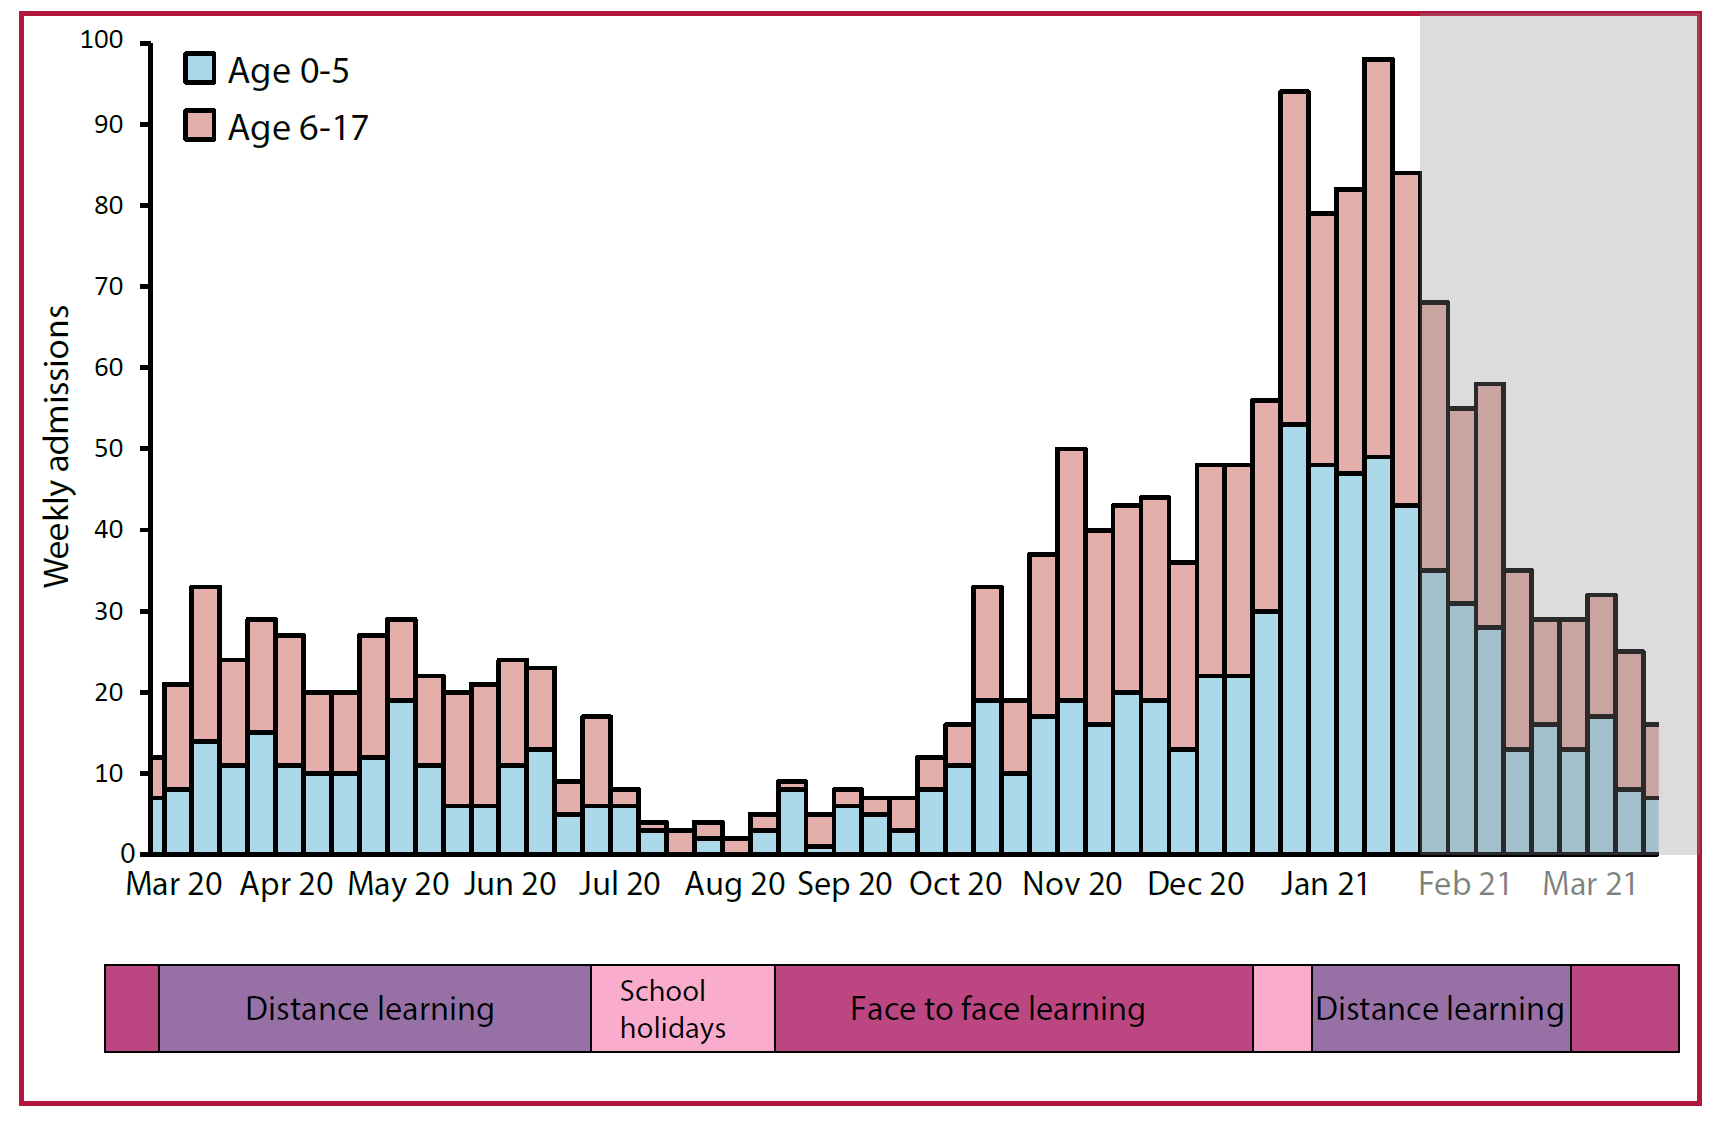 100
90
80
70
60
50
40
30
20
10
0
Weekly admissions
Age 0-5
Age 6-17
Mar 20 Apr 20 May 20 Jun 20 Jul 20 Aug 20 Sep 20 Oct 20 Nov 20 Dec 20 Jan 21 Feb 21 Mar 21
Distance learning
School
holidays
Face to face learning
Distance learning